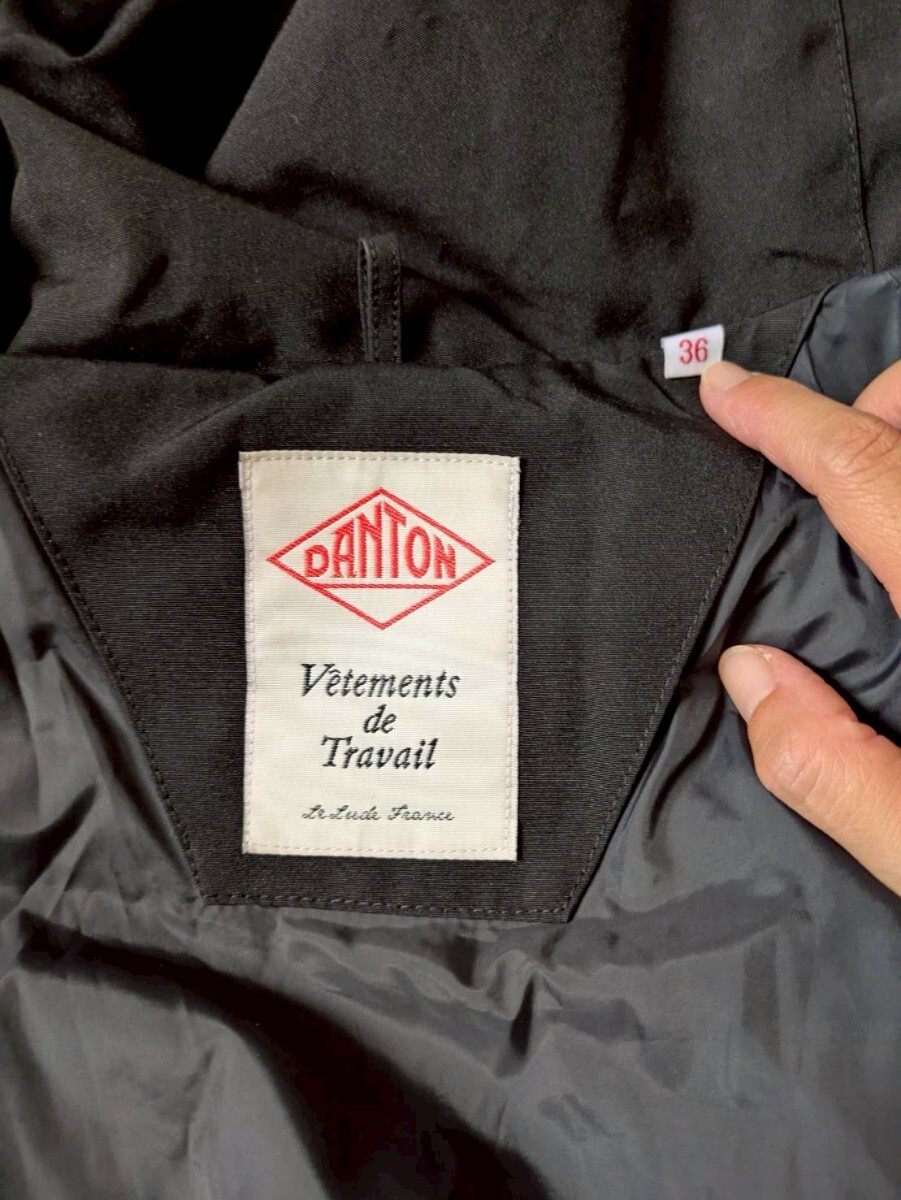 36
DANTON
Vêtements
de
Travail
Le Lude France